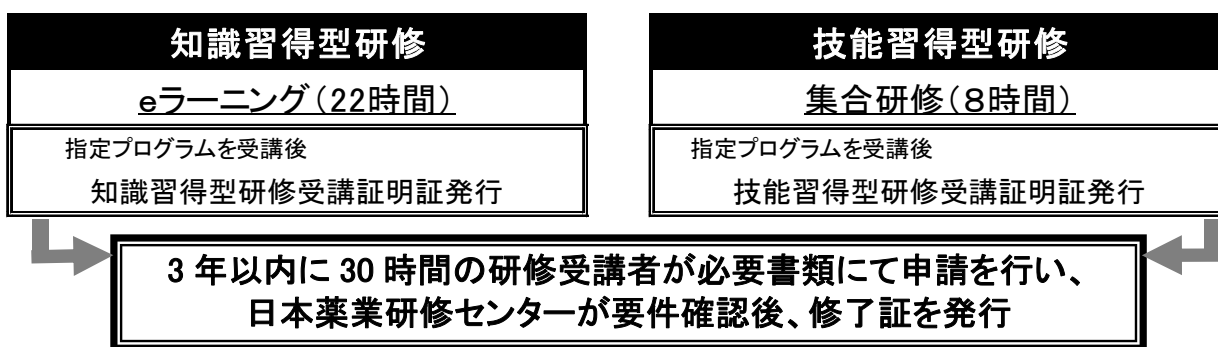 知識習得型研修
eラーニング(22時間)
指定プログラムを受講後
知識習得型研修受講証明証発行
技能習得型研修
集合研修(8時間)
指定プログラムを受講後
技能習得型研修受講証明証発行
3 年以内に 30 時間の研修受講者が必要書類にて申請を行い、
日本薬業研修センターが要件確認後、修了証を発行